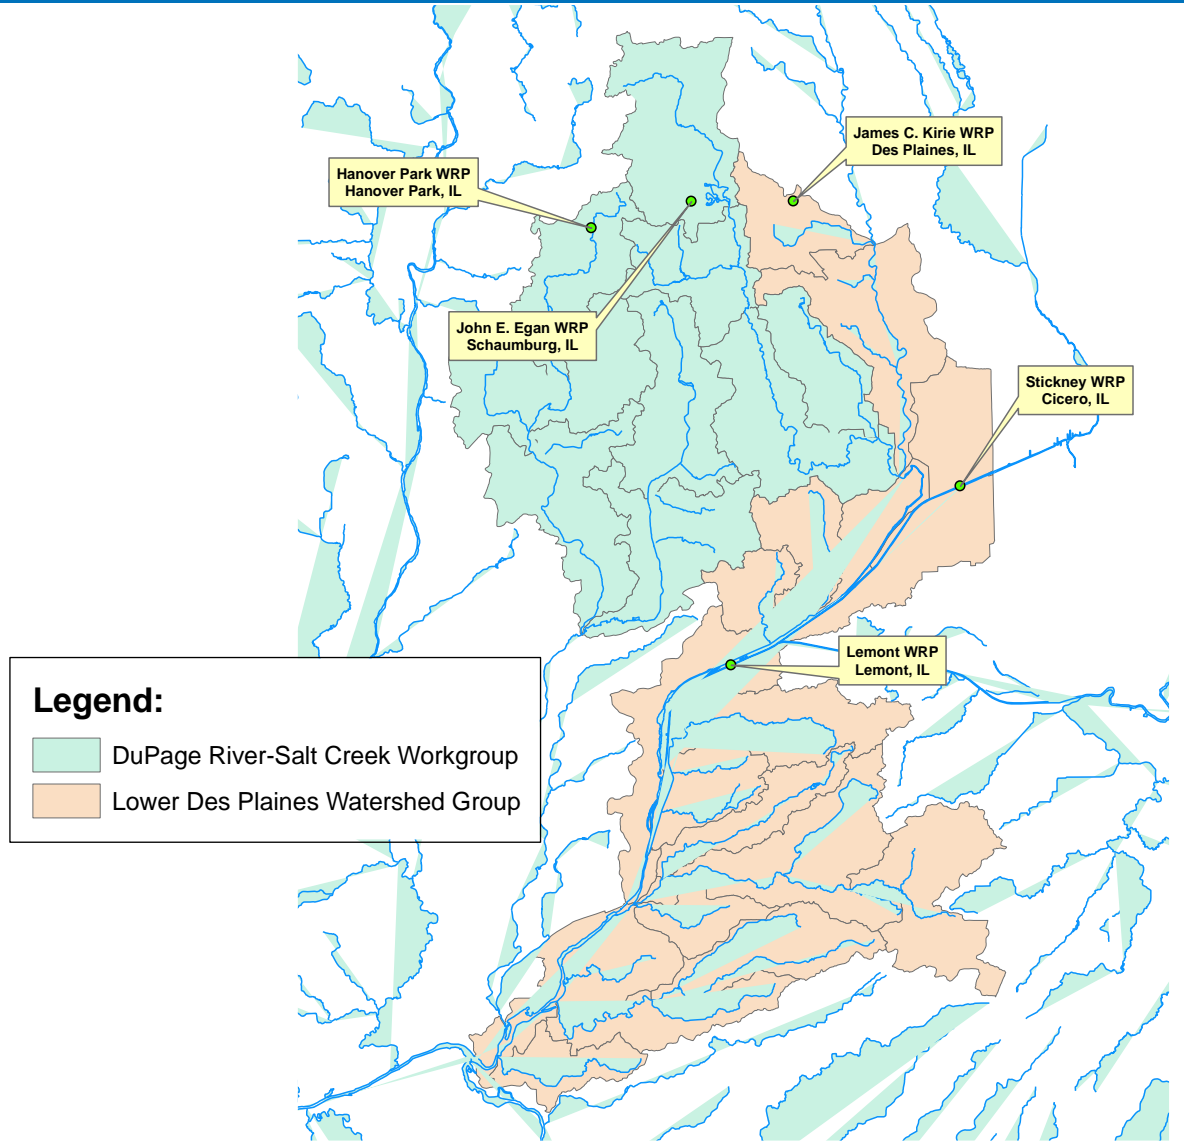 James C. Kirie WRP
Des Plaines, IL
Hanover Park WRP
Hanover Park, IL
John E. Egan WRP
Schaumburg, IL
Stickney WRP
Cicero, IL
Lemont WRP
Lemont, IL
Legend:
DuPage River-Salt Creek Workgroup
Lower Des Plaines Watershed Group